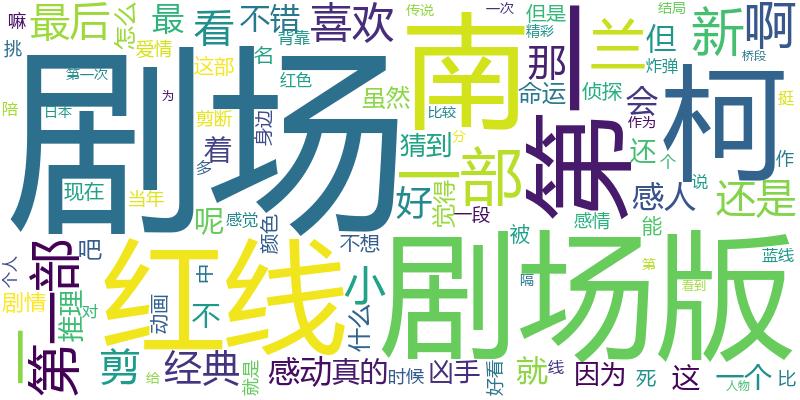 嘛
最后
怎么
最
看
不错
喜欢
传说
一次
但是
精彩
结局
挑
爱情
这部
名
背靠
南
那
兰
但
新
啊
炸弹
桥段
剧场
第一次
红色
为
陪
日本
剪断
身边
虽然
比较
分
命运
侦探
会
柯
挺
着
多
猜到
一部
第一
作为
还
个
作
现在
当年
呢
感觉
颜色
好
觉得
一段
感人
说
还是
第一部
吧
不想
被
感情
能
个人
剧情
推理
对
申
动画
不
红线
小
什么
剧场版
隔
第
看到
蓝线
一
剪
给
经典
就是
感动
真的
时候
凶手
好看
就
线
因为
死
这
一个
人物
比